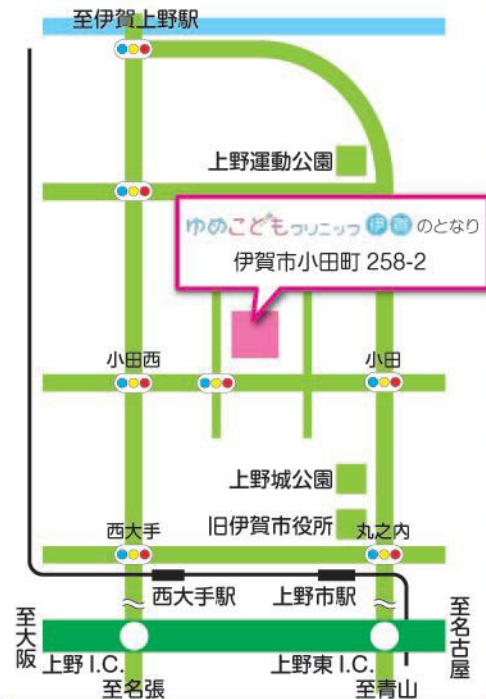 至伊賀上野駅
上野運動公園
ゆめこどもクリニック 伊賀 のとなり
伊賀市小田町 258-2
小田西
小田
上野城公園
旧伊賀市役所
西大手
丸之内
西大手駅
上野市駅
至大阪
至名古屋
上野 I.C.
上野東 I.C.
至名張
至青山